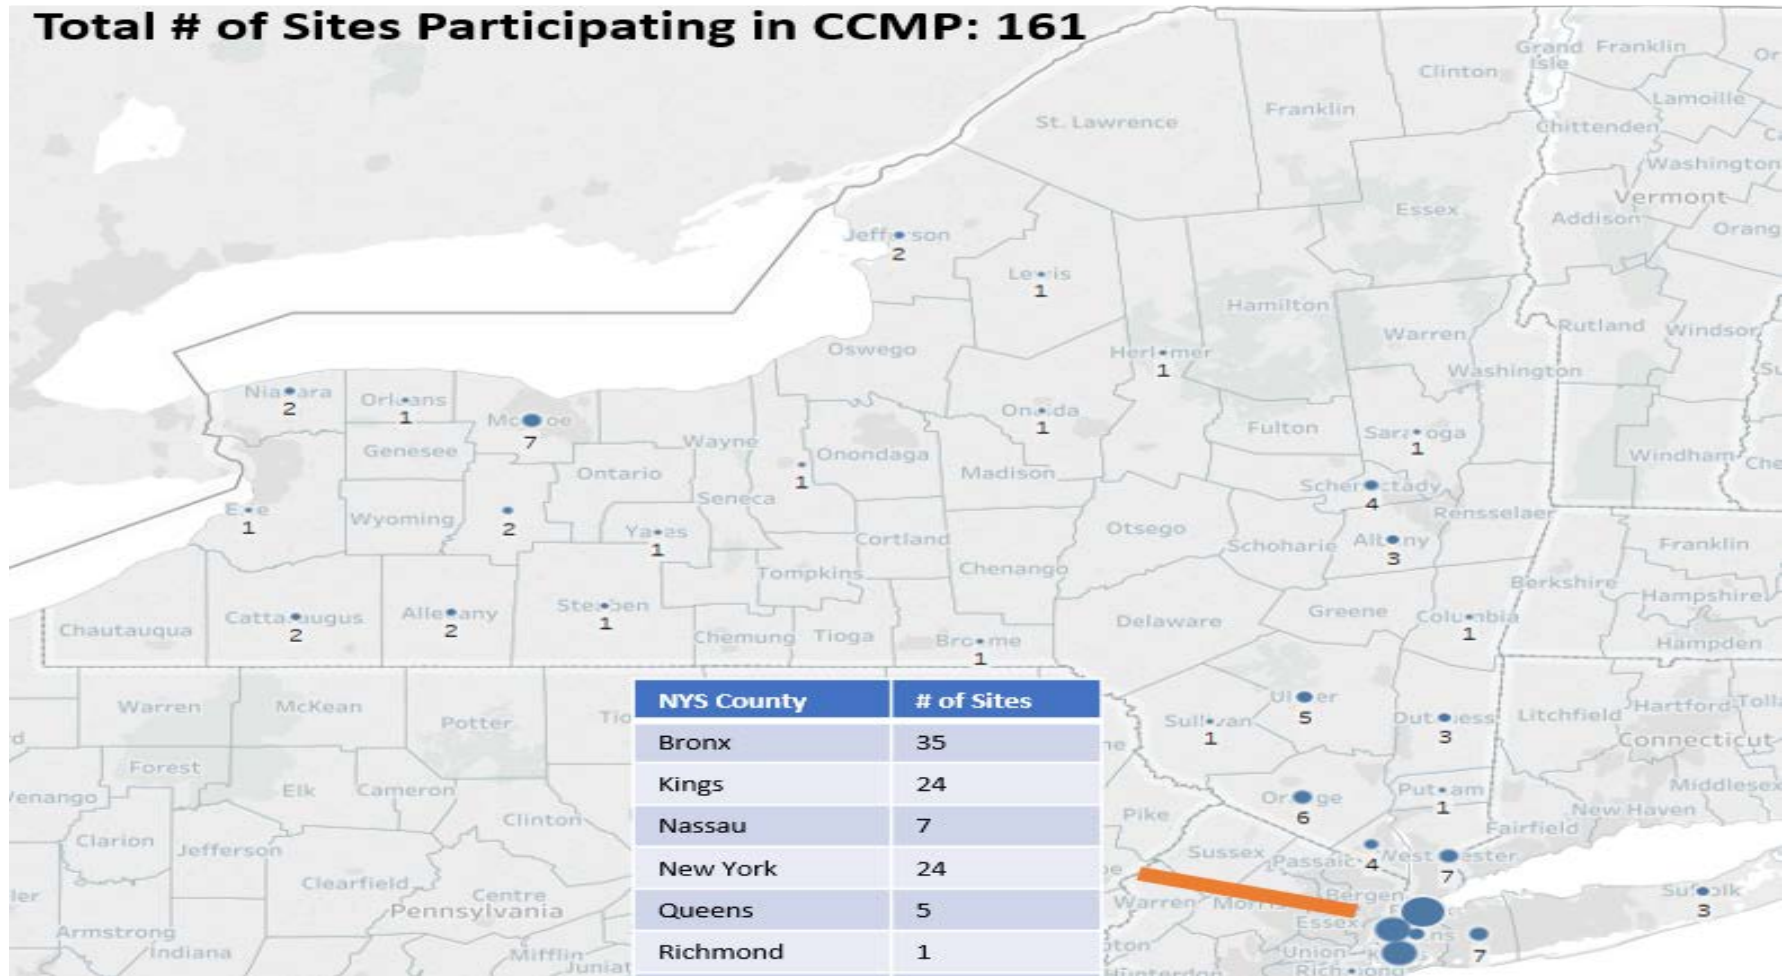 Total # of Sites Participating in CCMP: 161
Grand Isle
Franklin
Clinton
Franklin
Lamoille
St. Lawrence
Chittenden
Washington
Vermont
Essex
Addison
Jefferson
2
Lewis
1
Hamilton
Warren
Rutland
Windsor
Oswego
Herkimer
1
Washington
Niagara
2
Orleans
1
Monroe
7
Oneida
1
Fulton
Saratoga
1
Wayne
Genesee
Onondaga
Madison
Windham
Ontario
1
Seneca
Schenectady
4
Rensselaer
Erie
1
Wyoming
2
Yates
1
Cortland
Otsego
Schoharie
Albany
3
Franklin
Tompkins
Chenango
Berkshire
Hampshire
Cattaraugus
2
Allegany
2
Steuben
1
Chautauqua
Chemung
Tioga
Broome
1
Delaware
Greene
Columbia
1
Hampden
Warren
McKean
Potter
NYS County # of Sites
Bronx 35
Kings 24
Nassau 7
New York 24
Queens 5
Richmond 1
Sullivan
1
Ulster
5
Dutchess
3
Litchfield
Hartford
Connecticut
Forest
Elk
Cameron
Clinton
Clarion
Jefferson
Clearfield
Centre
Pennsylvania
Armstrong
Indiana
Mifflin
Pike
Orange
6
Putnam
1
Middlesex
New Haven
Fairfield
Sussex
Passaic
4
Westchester
7
Warren
Morris
Bergen
Essex
Suffolk
3
Union
7
Richmond
Hunterdon